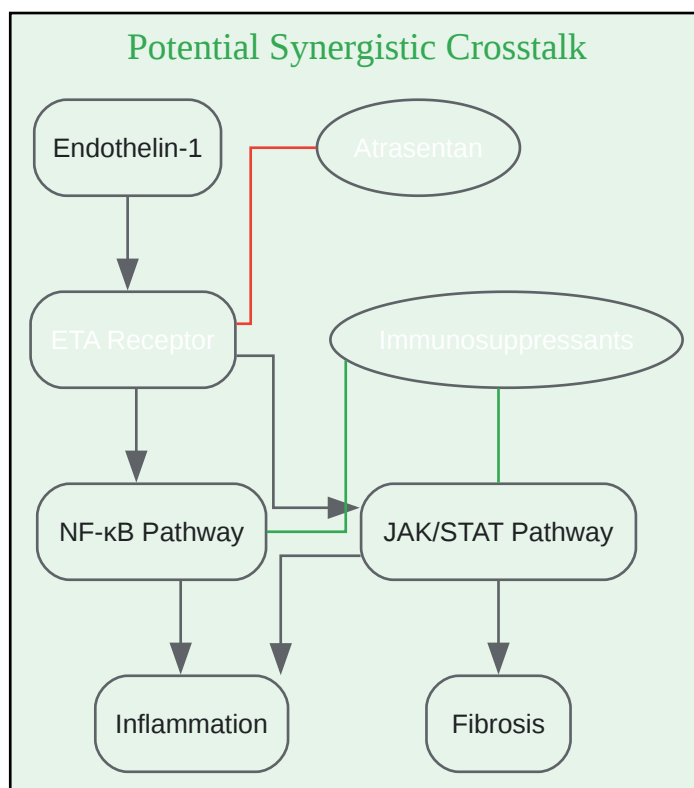 Potential Synergistic Crosstalk
Endothelin-1
Atrasentan
ETA Receptor
Immunosuppressants
NF-κB Pathway
JAK/STAT Pathway
Inflammation
Fibrosis